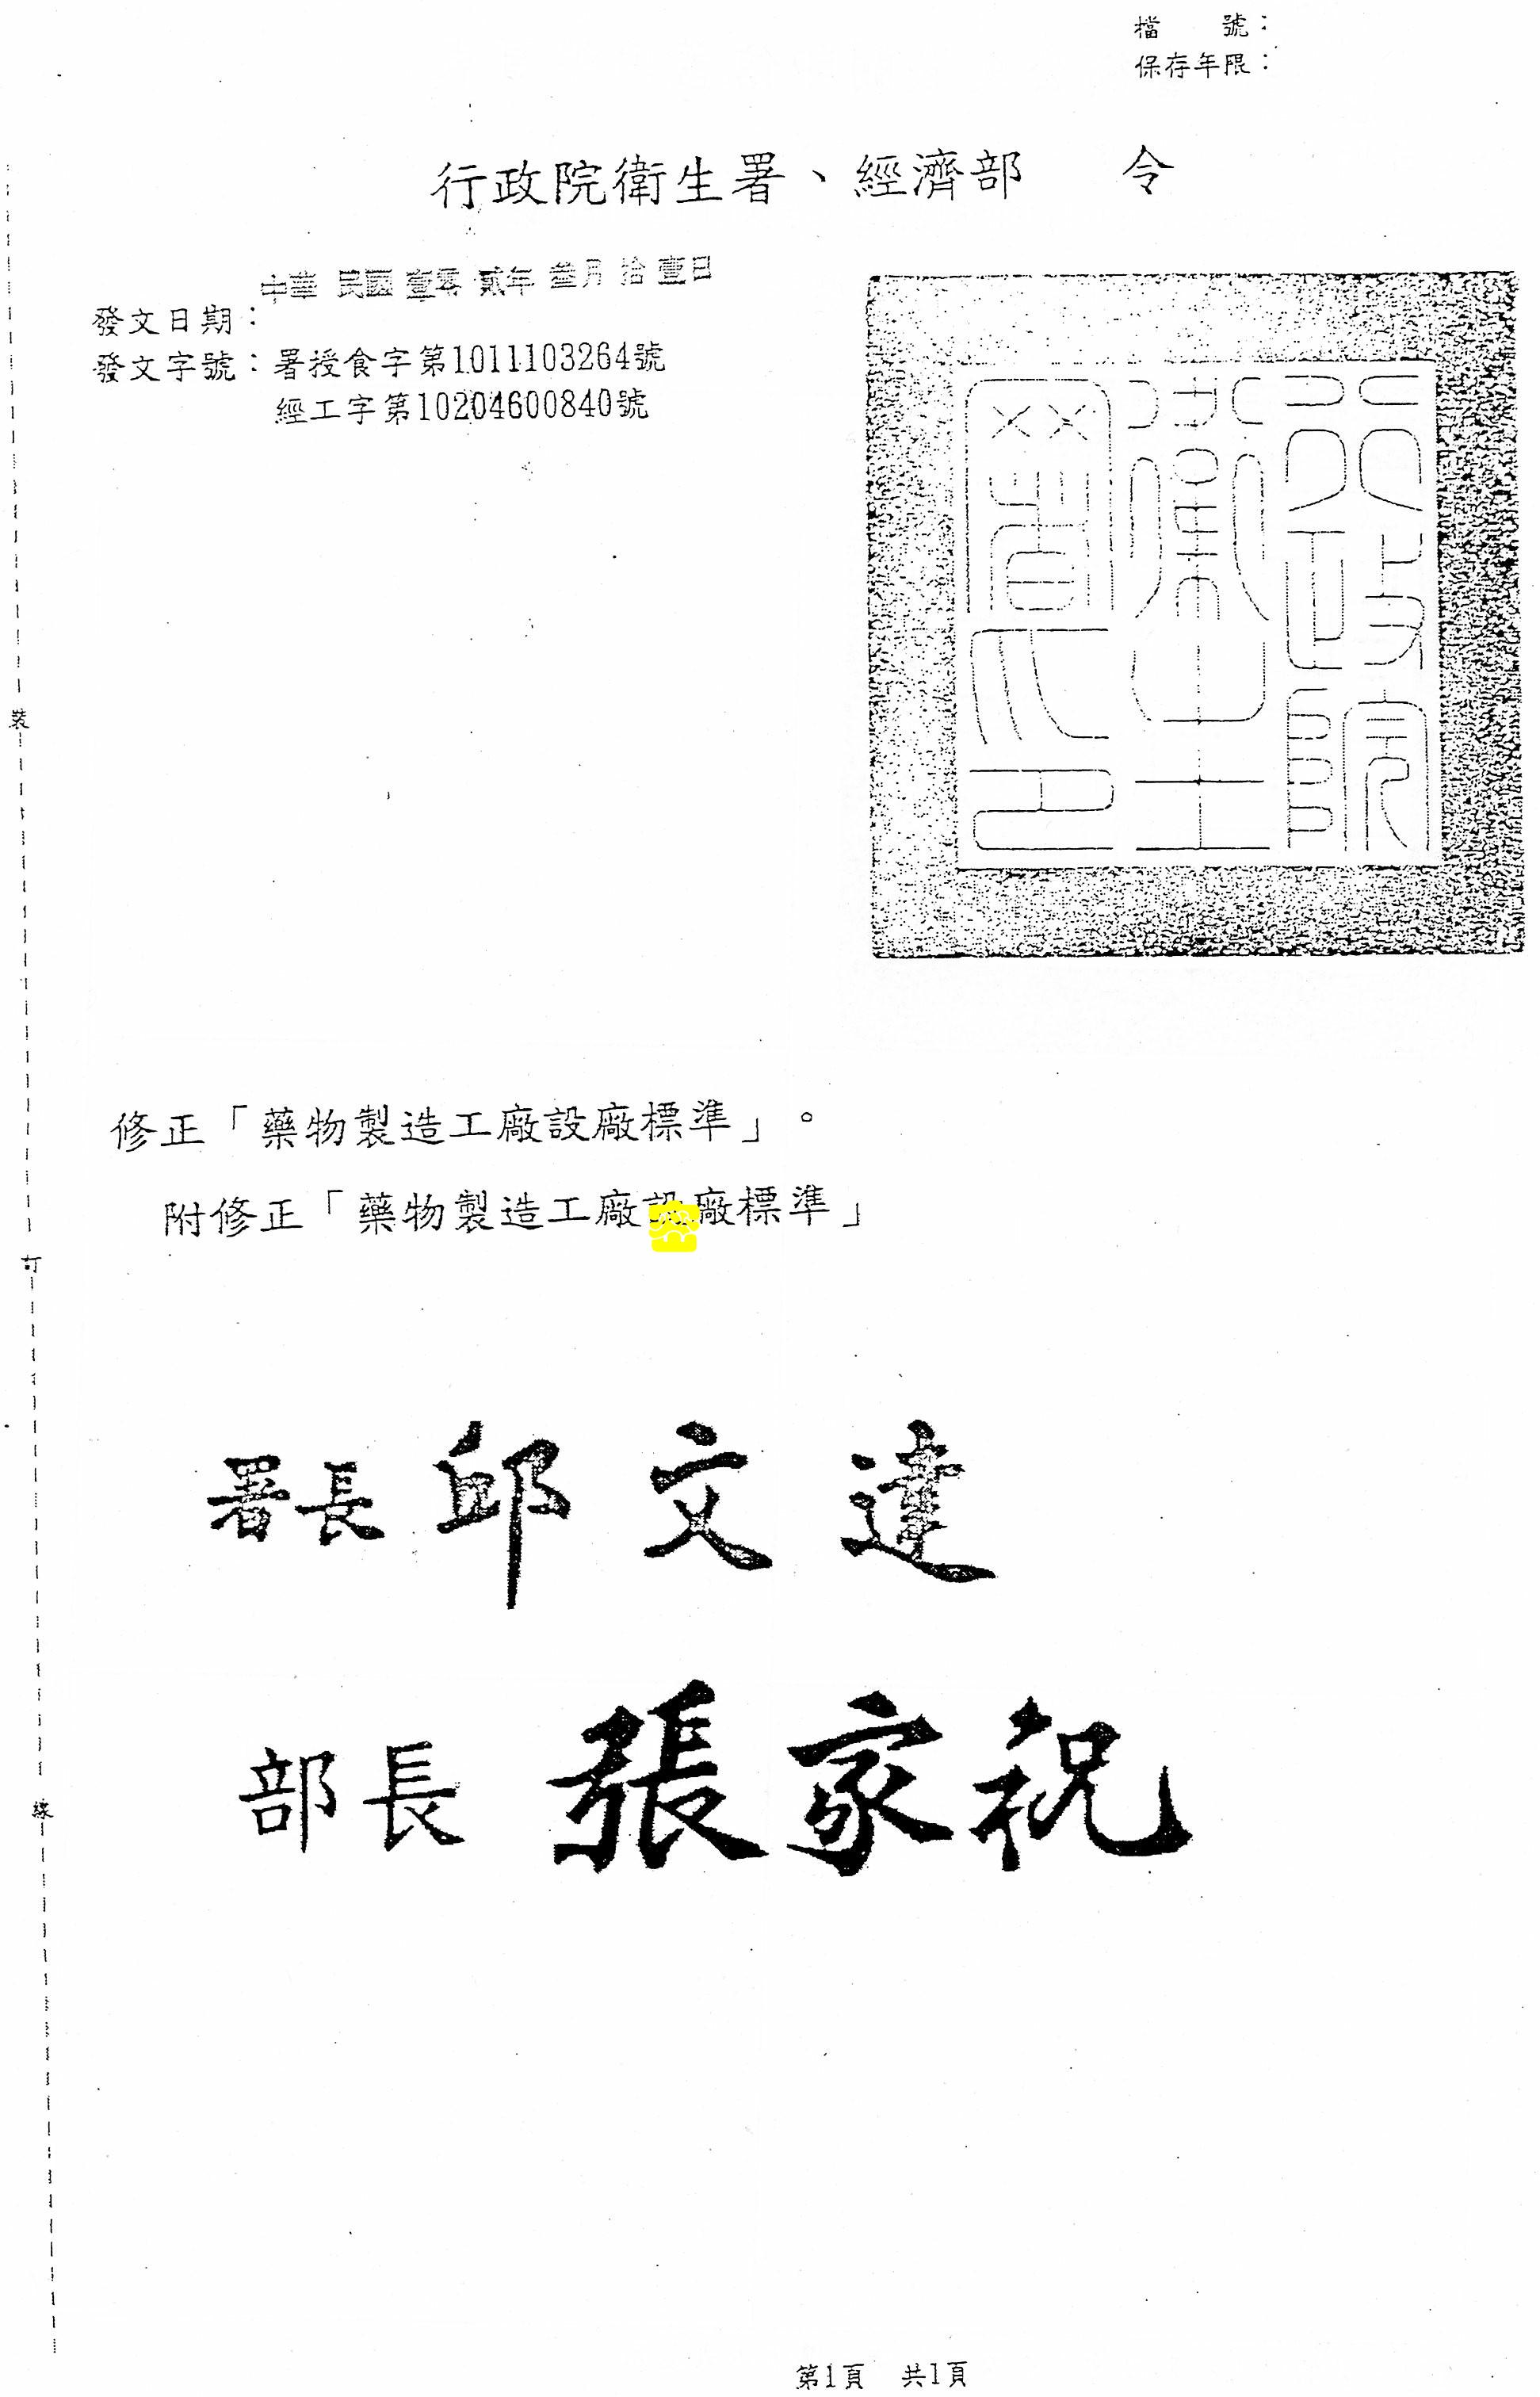 檔 號：
保存年限：
行政院衛生署、經濟部 令
中華民國壹零貳年叁月拾壹日
發文日期：
發文字號：署授食字第1011103264號
經工字第10204600840號
行政院衛生署之印
修正「藥物製造工廠設廠標準」。
附修正「藥物製造工廠設廠標準」
署長 邱文達
部長 張家祝
裝
訂
線
第1頁 共1頁